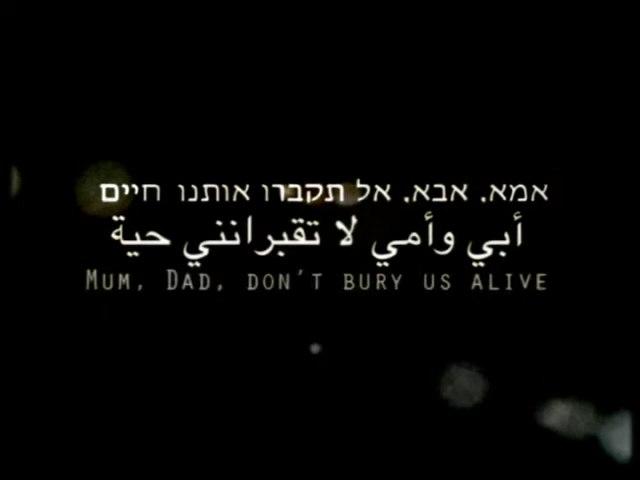 אמא, אבא, אל תקברו אותנו חיים
أبي وأمي لا تقبرانني حية
MUM, DAD, DON'T BURY US ALIVE